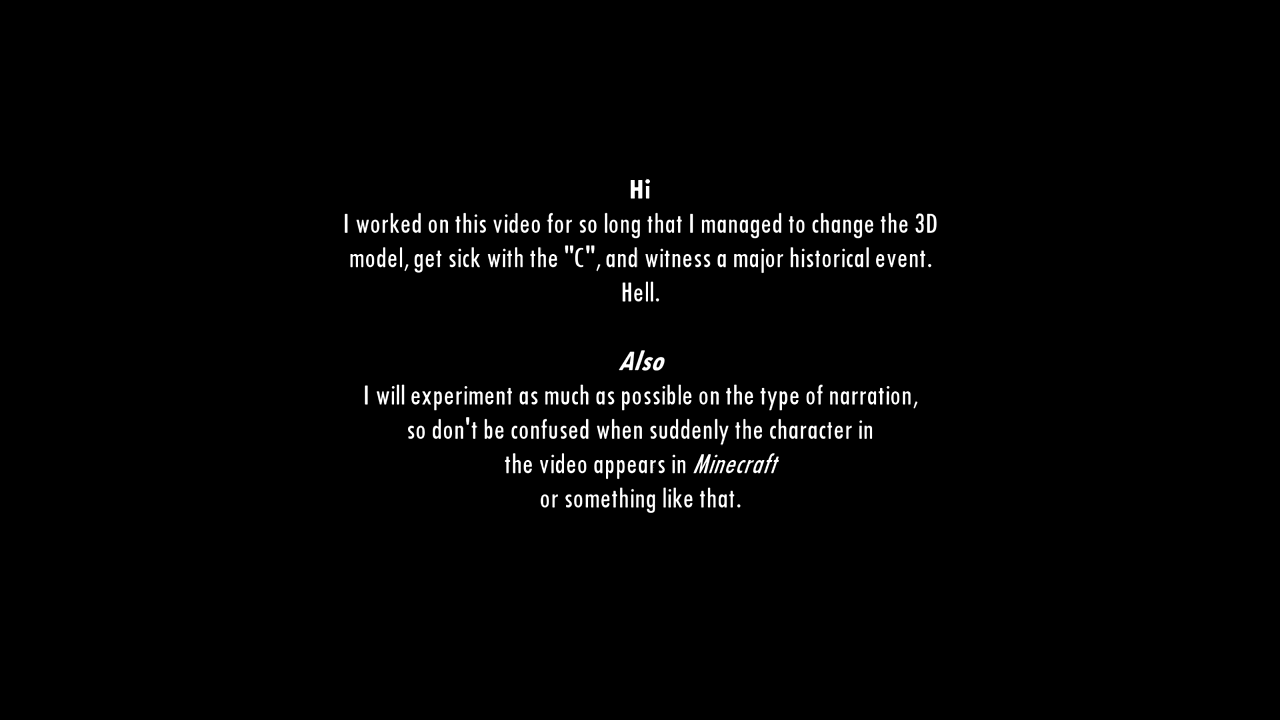 Hi
I worked on this video for so long that I managed to change the 3D
model, get sick with the "C", and witness a major historical event.
Hell.
Also
I will experiment as much as possible on the type of narration,
so don't be confused when suddenly the character in
the video appears in Minecraft
or something like that.